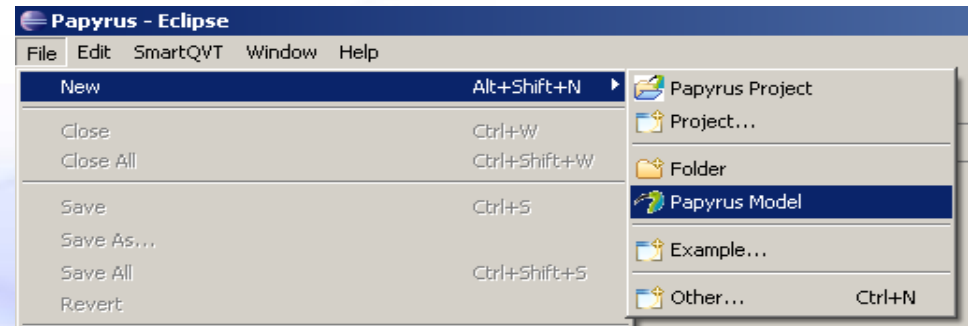 Papyrus - Eclipse
File Edit SmartQVT Window Help
New Alt+Shift+N
Close Ctrl+W
Close All Ctrl+Shift+W
Save Ctrl+S
Save As...
Save All Ctrl+Shift+S
Revert
Papyrus Project
Project...
Folder
Papyrus Model
Example...
Other... Ctrl+N